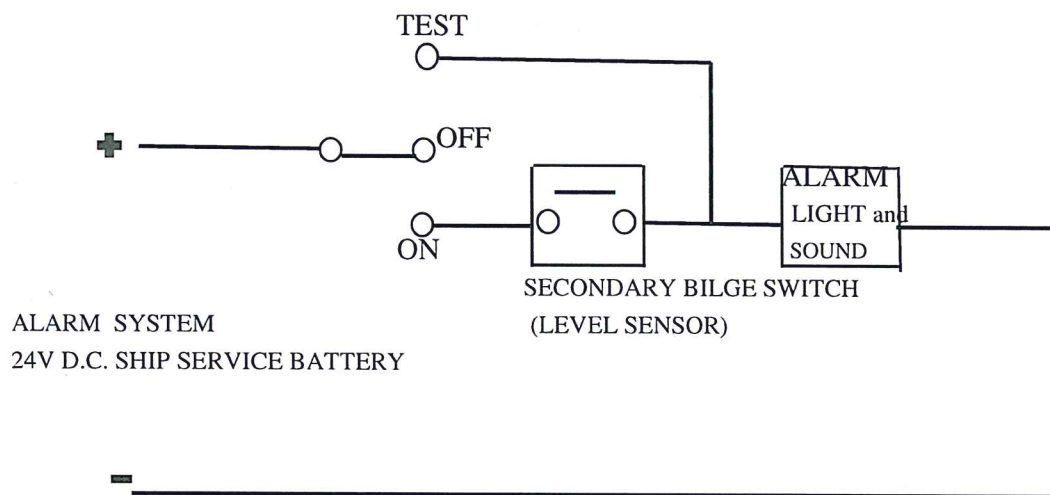 TEST
OFF
ON
ALARM
LIGHT and
SOUND
SECONDARY BILGE SWITCH
(LEVEL SENSOR)
ALARM SYSTEM
24V D.C. SHIP SERVICE BATTERY